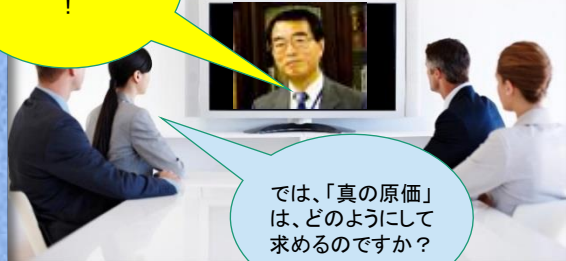 !
では、「真の原価」
は、どのようにして
求めるのですか？